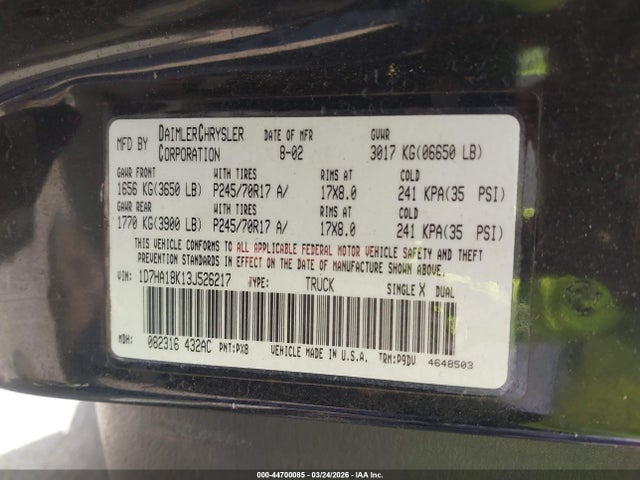 MFD BY DAIMLERCHRYSLER CORPORATION DATE OF MFR 8-02 GVWR 3017 KG(06650 LB)
GAWR FRONT WITH TIRES RIMS AT COLD
1656 KG(3650 LB) P245/70R17 A/ 17X8.0 241 KPA(35 PSI)
GAWR REAR WITH TIRES RIMS AT COLD
1770 KG(3900 LB) P245/70R17 A/ 17X8.0 241 KPA(35 PSI)
THIS VEHICLE CONFORMS TO ALL APPLICABLE FEDERAL MOTOR VEHICLE SAFETY AND THEFT
PREVENTION STANDARDS IN EFFECT ON THE DATE OF MANUFACTURE SHOWN ABOVE.
VIN: 1D7HA18K13J526217 TYPE: TRUCK SINGLE X DUAL
MDH: 082316 432AC PNT:PX8 VEHICLE MADE IN U.S.A. TRM:P9DV 4648503
000-44700085 - 03/24/2026 - IAA Inc.